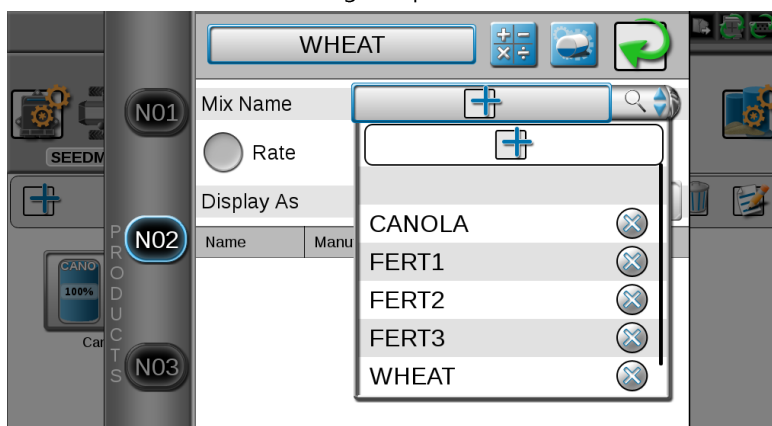 WHEAT
N01
Mix Name
SEEDM
Rate
Display As
PRODUCTS
N02
Name
Manu
CANOLA
FERT1
FERT2
FERT3
WHEAT
CANO
100%
Car
N03